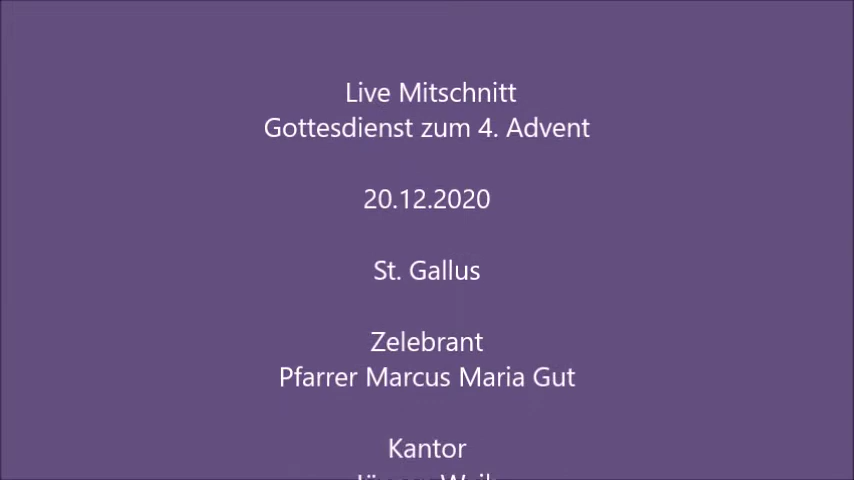 Live Mitschnitt
Gottesdienst zum 4. Advent
20.12.2020
St. Gallus
Zelebrant
Pfarrer Marcus Maria Gut
Kantor